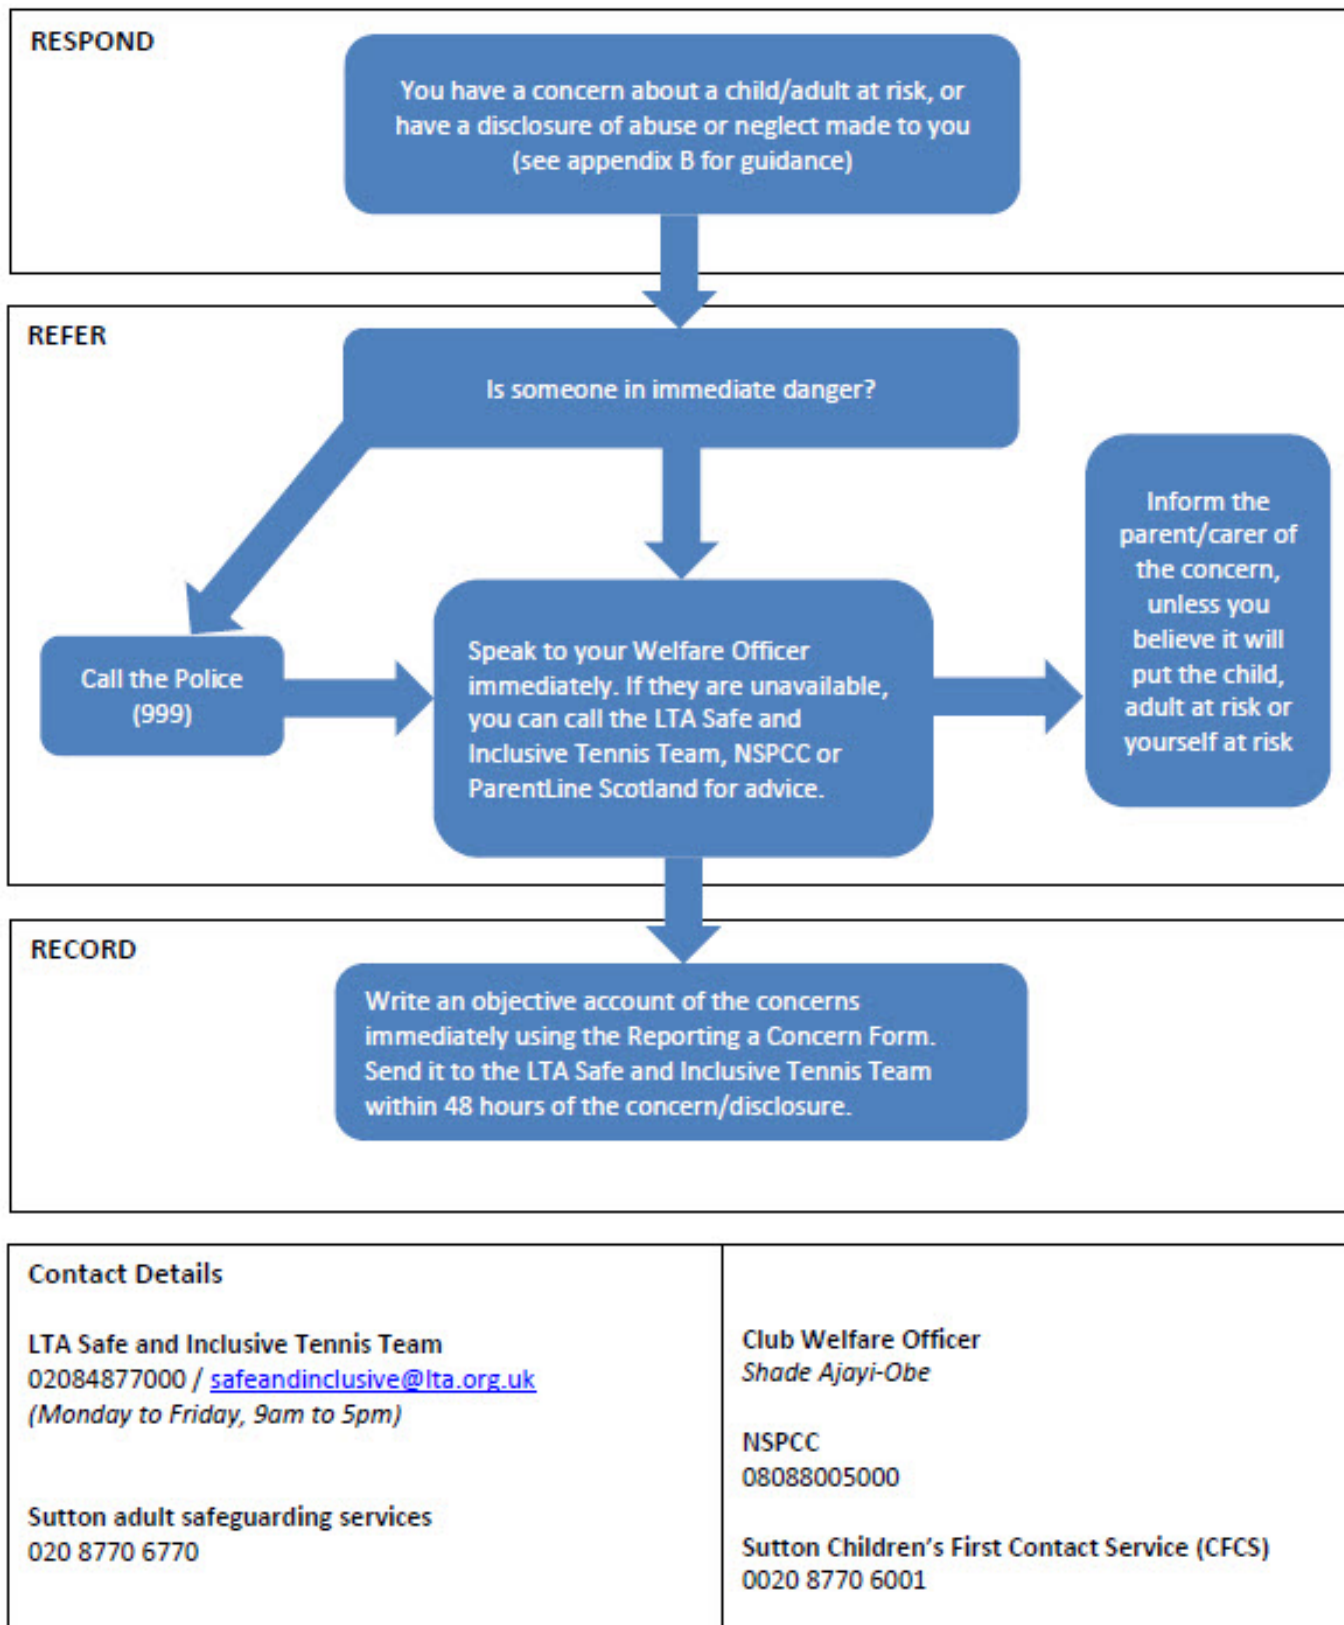 RESPOND
You have a concern about a child/adult at risk, or
have a disclosure of abuse or neglect made to you
(see appendix B for guidance)
REFER
Is someone in immediate danger?
Call the Police
(999)
Speak to your Welfare Officer
immediately. If they are unavailable,
you can call the LTA Safe and
Inclusive Tennis Team, NSPCC or
ParentLine Scotland for advice.
Inform the
parent/carer of
the concern,
unless you
believe it will
put the child,
adult at risk or
yourself at risk
RECORD
Write an objective account of the concerns
immediately using the Reporting a Concern Form.
Send it to the LTA Safe and Inclusive Tennis Team
within 48 hours of the concern/disclosure.
Contact Details
LTA Safe and Inclusive Tennis Team
02084877000 / safeandinclusive@lta.org.uk
(Monday to Friday, 9am to 5pm)
Sutton adult safeguarding services
020 8770 6770
Club Welfare Officer
Shade Ajayi-Obe
NSPCC
08088005000
Sutton Children's First Contact Service (CFCS)
0020 8770 6001